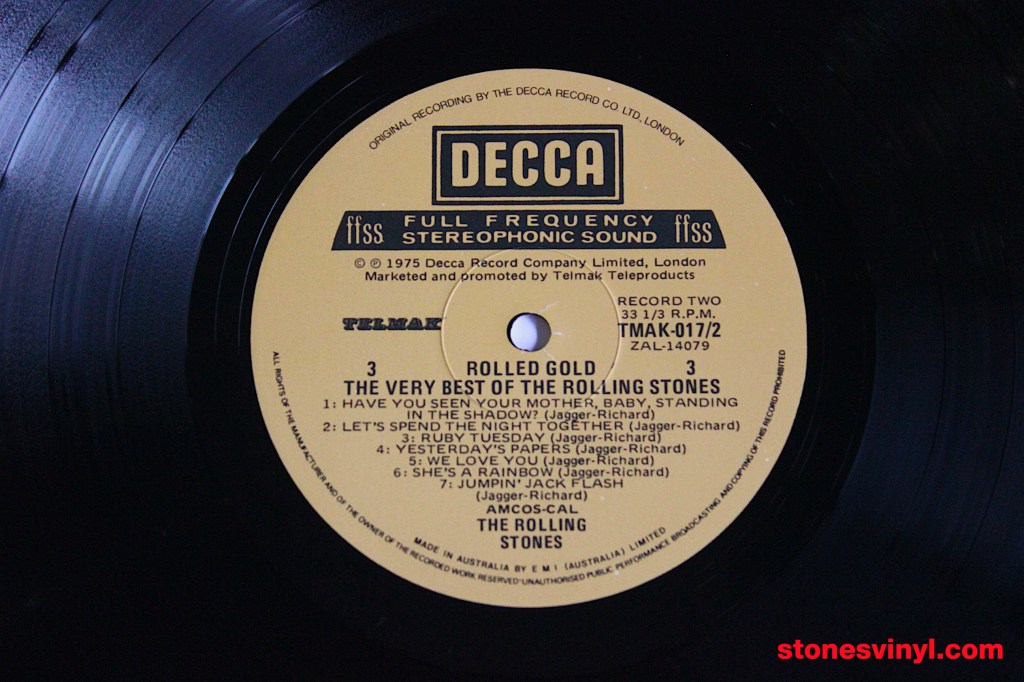 ORIGINAL RECORDING BY THE DECCA RECORD CO. LTD., LONDON
DECCA
ffss FULL FREQUENCY ffss
STEREOPHONIC SOUND
© ℗ 1975 Decca Record Company Limited, London
Marketed and promoted by Telmak Teleproducts
RECORD TWO
33 1/3 R.P.M.
TELMAK TMAK-017/2
ZAL-14079
3 ROLLED GOLD 3
THE VERY BEST OF THE ROLLING STONES
1: HAVE YOU SEEN YOUR MOTHER, BABY, STANDING
IN THE SHADOW? (Jagger-Richard)
2: LET'S SPEND THE NIGHT TOGETHER (Jagger-Richard)
3: RUBY TUESDAY (Jagger-Richard)
4: YESTERDAY'S PAPERS (Jagger-Richard)
5: WE LOVE YOU (Jagger-Richard)
6: SHE'S A RAINBOW (Jagger-Richard)
7: JUMPIN' JACK FLASH
(Jagger-Richard)
AMCOS-CAL
THE ROLLING
STONES
MADE IN AUSTRALIA BY E M I (AUSTRALIA) LIMITED
ALL RIGHTS OF THE MANUFACTURER AND OF THE OWNER OF THE RECORDED WORK RESERVED·UNAUTHORISED PUBLIC PERFORMANCE BROADCASTING AND COPYING OF THIS RECORD PROHIBITED
stonesvinyl.com